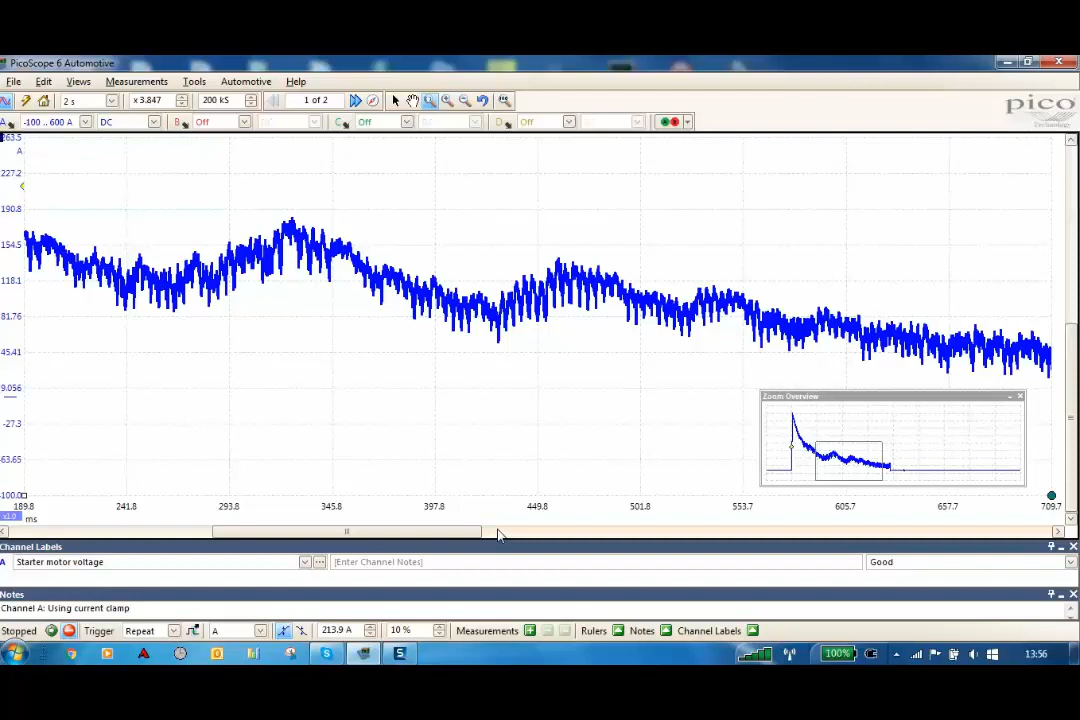 PicoScope 6 Automotive
File Edit Views Measurements Tools Automotive Help
2 s x 3.847 200 kS 1 of 2
pico
Technology
A -100 .. 600 A DC B Off C Off D Off
263.5
A
227.2
190.8
154.5
118.1
81.76
45.41
9.056
-27.3
-63.65
-100.0
Zoom Overview
189.8 241.8 293.8 345.8 397.8 449.8 501.8 553.7 605.7 657.7 709.7
x1.0 ms
Channel Labels
A Starter motor voltage [Enter Channel Notes] Good
Notes
Channel A: Using current clamp
Stopped Trigger Repeat A 213.9 A 10 % Measurements Rulers Notes Channel Labels
100% 13:56